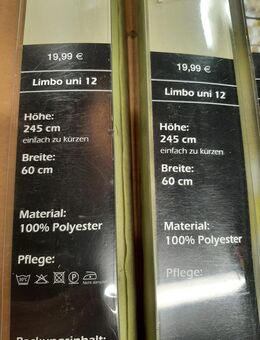 19,99 €
Limbo uni 12
Höhe:
245 cm
einfach zu kürzen
Breite:
60 cm
Material:
100% Polyester
Pflege:
19,99 €
Limbo uni 12
Höhe:
245 cm
einfach zu kürzen
Breite:
60 cm
Material:
100% Polyester
Pflege: